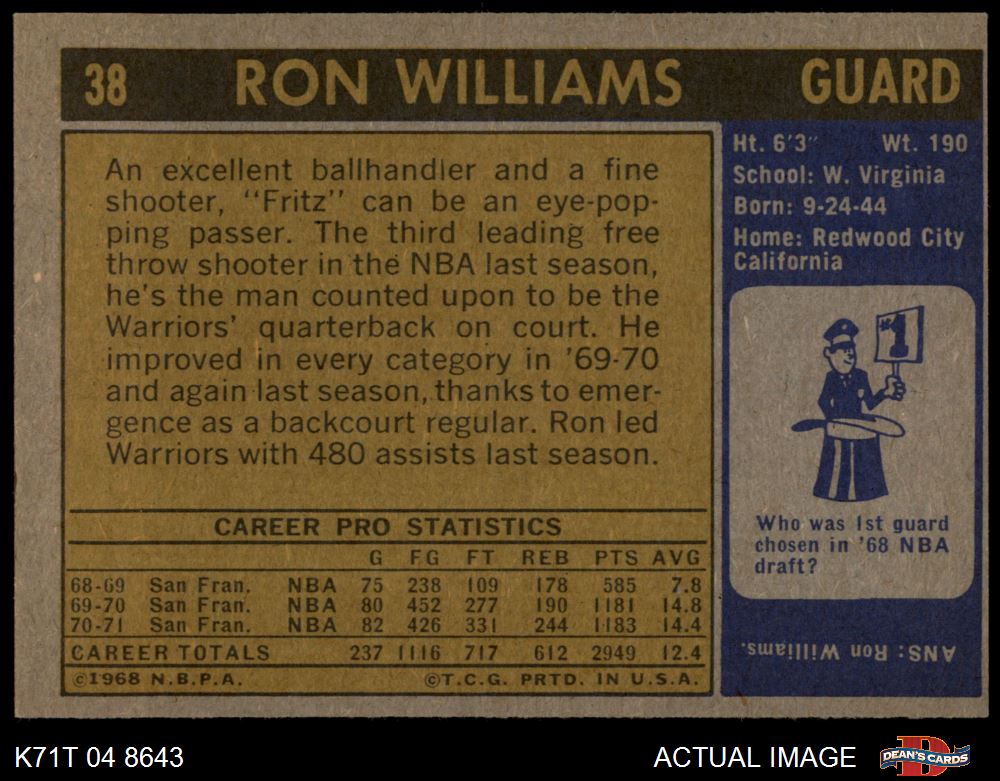 38 RON WILLIAMS GUARD
An excellent ballhandler and a fine
shooter, "Fritz" can be an eye-pop-
ping passer. The third leading free
throw shooter in the NBA last season,
he's the man counted upon to be the
Warriors' quarterback on court. He
improved in every category in '69-70
and again last season, thanks to emer-
gence as a backcourt regular. Ron led
Warriors with 480 assists last season.
CAREER PRO STATISTICS
G FG FT REB PTS AVG
68-69 San Fran. NBA 75 238 109 178 585 7.8
69-70 San Fran. NBA 80 452 277 190 1181 14.8
70-71 San Fran. NBA 82 426 331 244 1183 14.4
CAREER TOTALS 237 1116 717 612 2949 12.4
©1968 N.B.P.A. ©T.C.G. PRTD. IN U.S.A.
Ht. 6'3" Wt. 190
School: W. Virginia
Born: 9-24-44
Home: Redwood City
California
#1
Who was 1st guard
chosen in '68 NBA
draft?
ANS: Ron Williams.
K71T 04 8643 ACTUAL IMAGE D DEAN'S CARDS